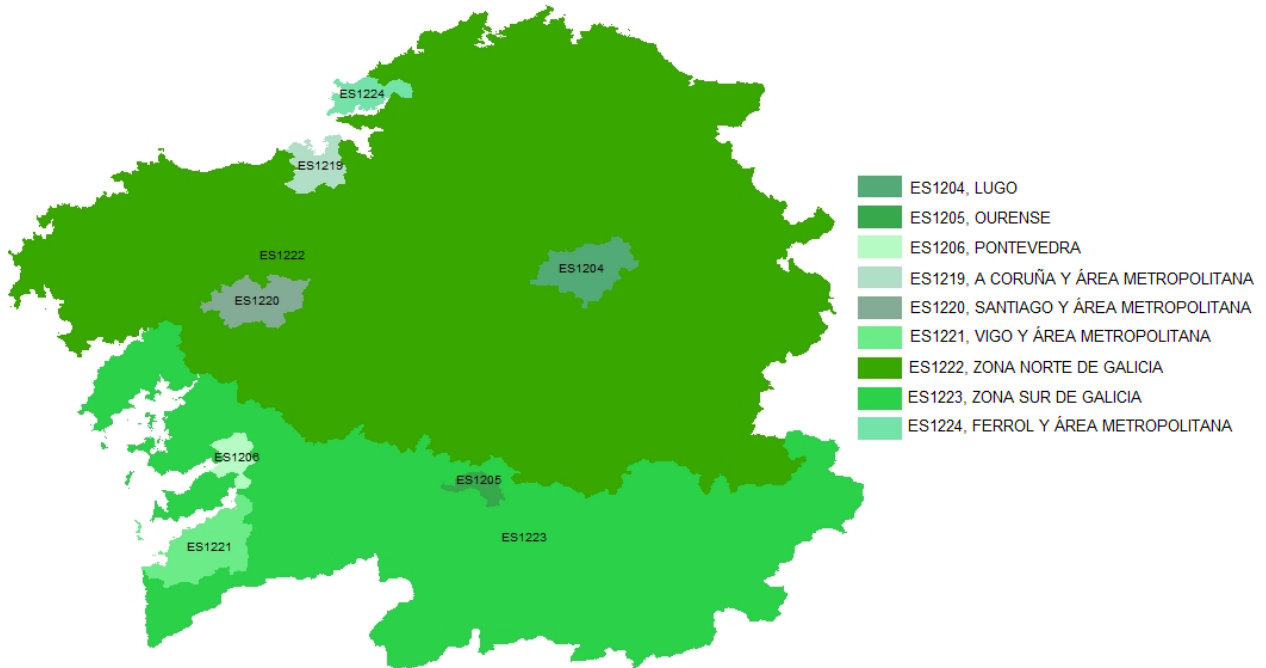 ES1224
ES1219
ES1222
ES1204
ES1220
ES1206
ES1205
ES1223
ES1221
ES1204, LUGO
ES1205, OURENSE
ES1206, PONTEVEDRA
ES1219, A CORUÑA Y ÁREA METROPOLITANA
ES1220, SANTIAGO Y ÁREA METROPOLITANA
ES1221, VIGO Y ÁREA METROPOLITANA
ES1222, ZONA NORTE DE GALICIA
ES1223, ZONA SUR DE GALICIA
ES1224, FERROL Y ÁREA METROPOLITANA